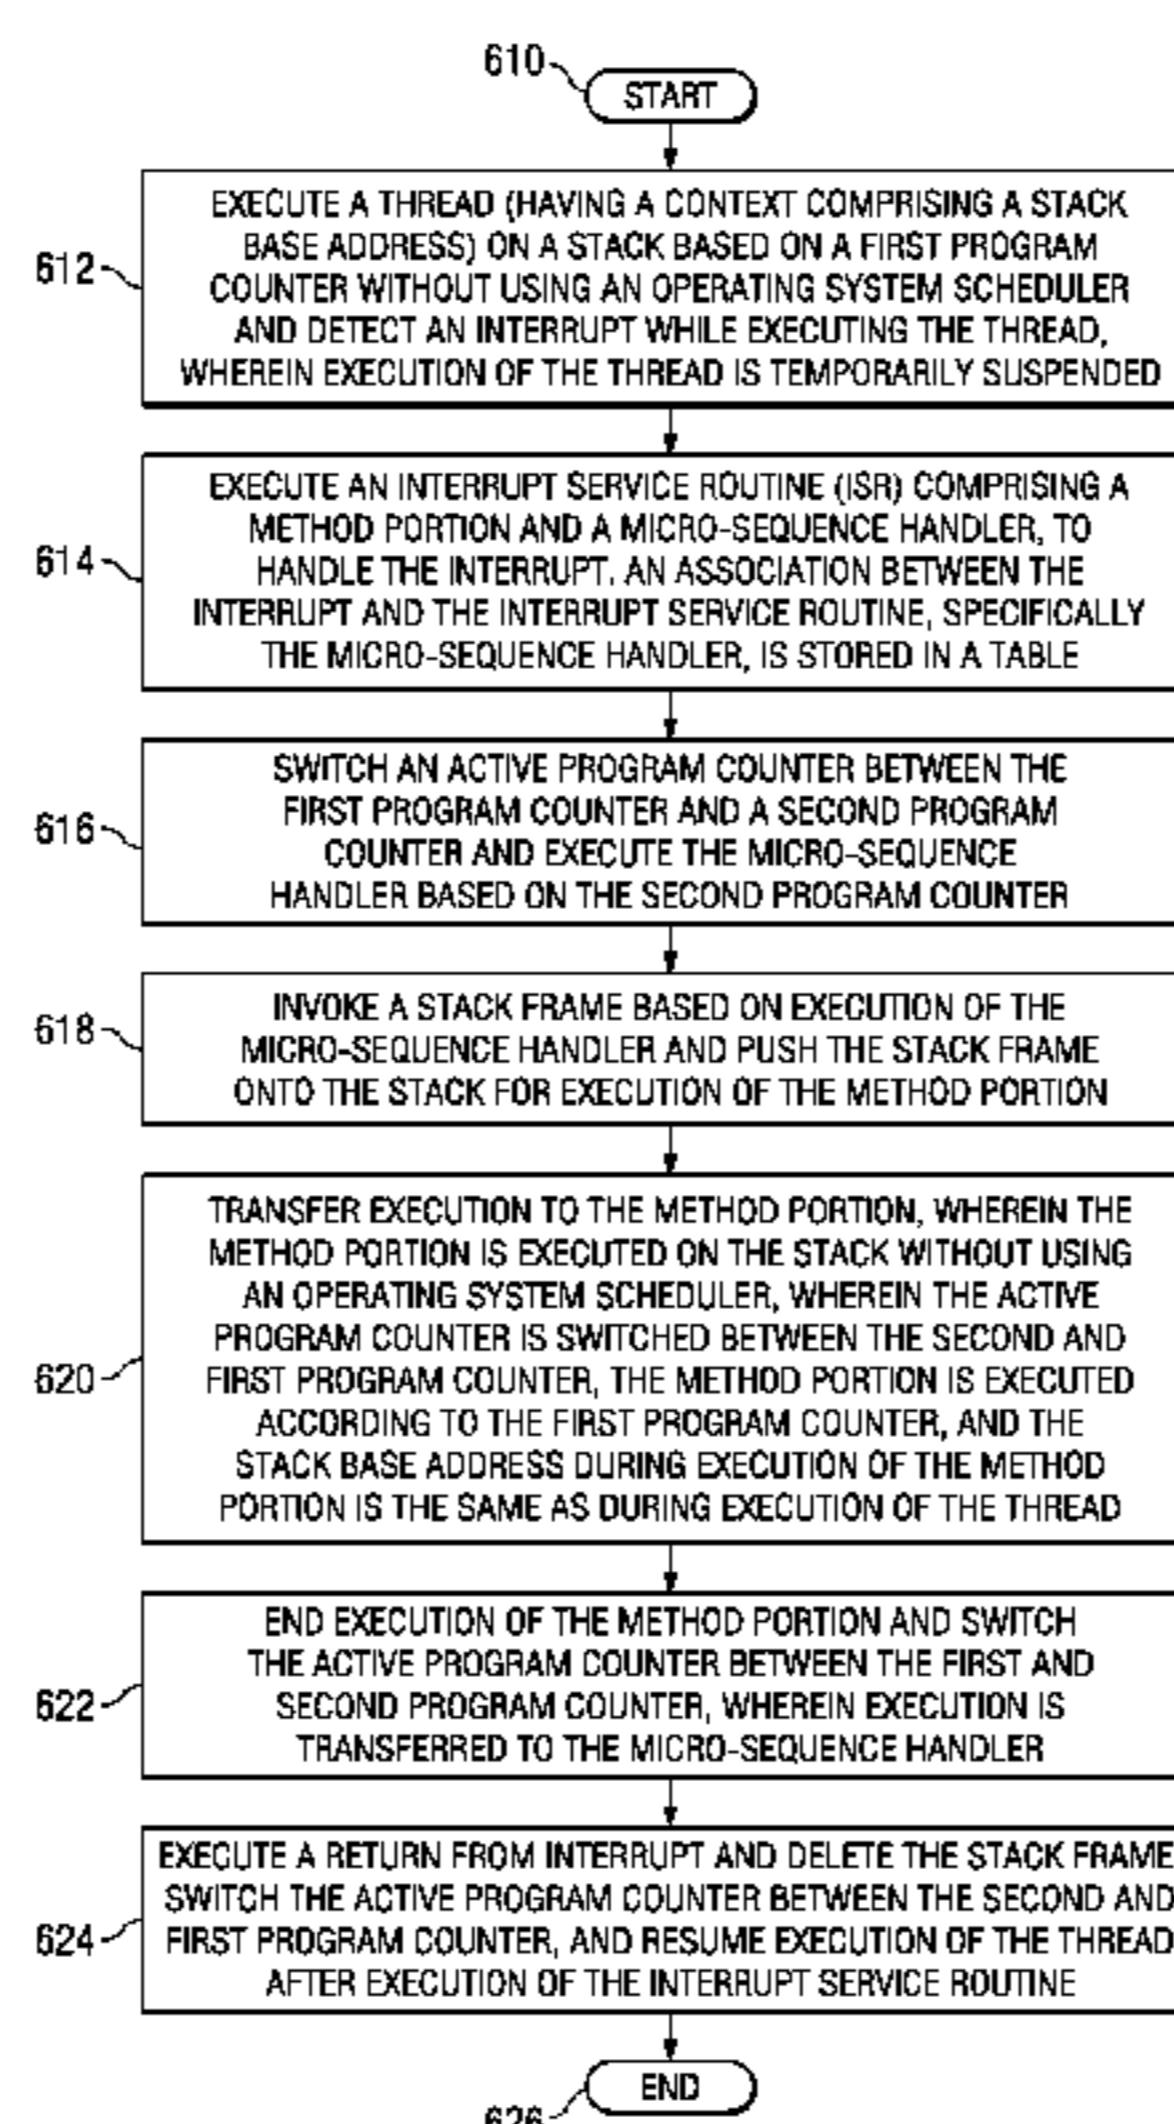 610
START
612
EXECUTE A THREAD (HAVING A CONTEXT COMPRISING A STACK
BASE ADDRESS) ON A STACK BASED ON A FIRST PROGRAM
COUNTER WITHOUT USING AN OPERATING SYSTEM SCHEDULER
AND DETECT AN INTERRUPT WHILE EXECUTING THE THREAD,
WHEREIN EXECUTION OF THE THREAD IS TEMPORARILY SUSPENDED
614
EXECUTE AN INTERRUPT SERVICE ROUTINE (ISR) COMPRISING A
METHOD PORTION AND A MICRO-SEQUENCE HANDLER, TO
HANDLE THE INTERRUPT. AN ASSOCIATION BETWEEN THE
INTERRUPT AND THE INTERRUPT SERVICE ROUTINE, SPECIFICALLY
THE MICRO-SEQUENCE HANDLER, IS STORED IN A TABLE
616
SWITCH AN ACTIVE PROGRAM COUNTER BETWEEN THE
FIRST PROGRAM COUNTER AND A SECOND PROGRAM
COUNTER AND EXECUTE THE MICRO-SEQUENCE
HANDLER BASED ON THE SECOND PROGRAM COUNTER
618
INVOKE A STACK FRAME BASED ON EXECUTION OF THE
MICRO-SEQUENCE HANDLER AND PUSH THE STACK FRAME
ONTO THE STACK FOR EXECUTION OF THE METHOD PORTION
620
TRANSFER EXECUTION TO THE METHOD PORTION, WHEREIN THE
METHOD PORTION IS EXECUTED ON THE STACK WITHOUT USING
AN OPERATING SYSTEM SCHEDULER, WHEREIN THE ACTIVE
PROGRAM COUNTER IS SWITCHED BETWEEN THE SECOND AND
FIRST PROGRAM COUNTER, THE METHOD PORTION IS EXECUTED
ACCORDING TO THE FIRST PROGRAM COUNTER, AND THE
STACK BASE ADDRESS DURING EXECUTION OF THE METHOD
PORTION IS THE SAME AS DURING EXECUTION OF THE THREAD
622
END EXECUTION OF THE METHOD PORTION AND SWITCH
THE ACTIVE PROGRAM COUNTER BETWEEN THE FIRST AND
SECOND PROGRAM COUNTER, WHEREIN EXECUTION IS
TRANSFERRED TO THE MICRO-SEQUENCE HANDLER
624
EXECUTE A RETURN FROM INTERRUPT AND DELETE THE STACK FRAME
SWITCH THE ACTIVE PROGRAM COUNTER BETWEEN THE SECOND AND
FIRST PROGRAM COUNTER, AND RESUME EXECUTION OF THE THREAD
AFTER EXECUTION OF THE INTERRUPT SERVICE ROUTINE
END
626